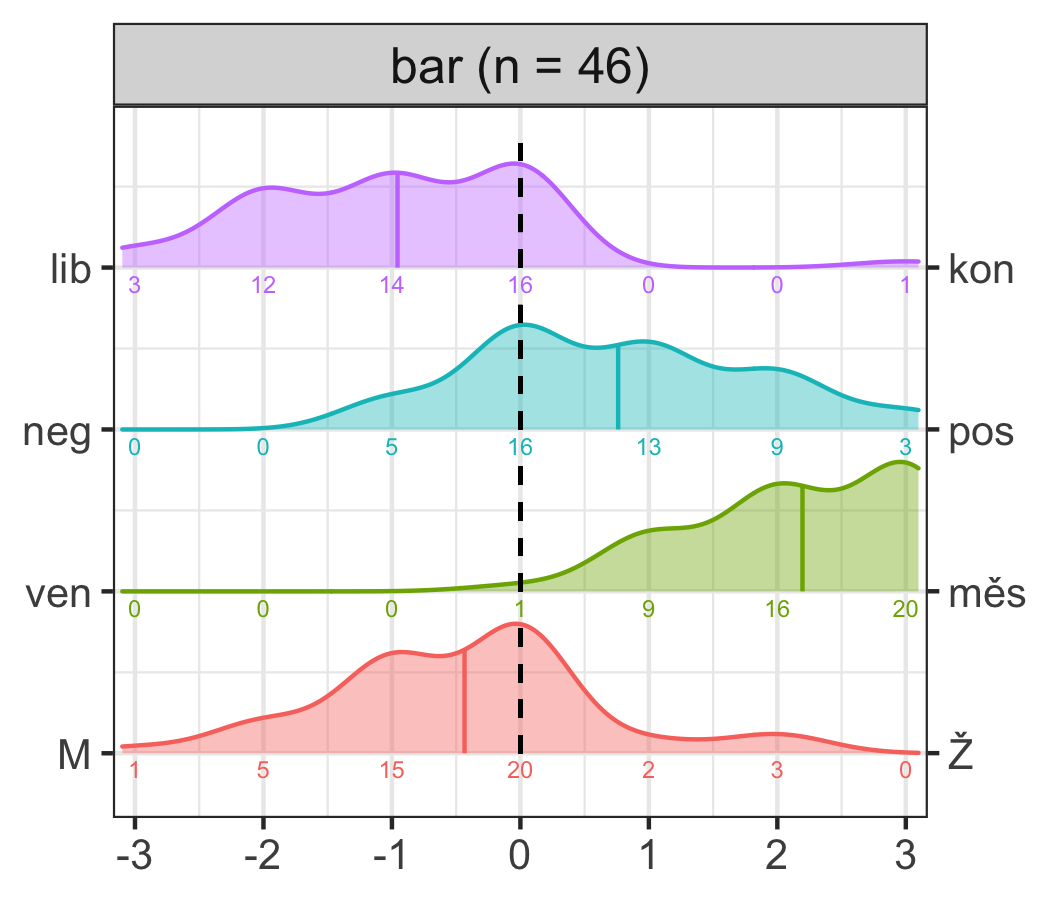 bar (n = 46)
lib kon
3 12 14 16 0 0 1
neg pos
0 0 5 16 13 9 3
ven měs
0 0 0 1 9 16 20
M Ž
1 5 15 20 2 3 0
-3 -2 -1 0 1 2 3